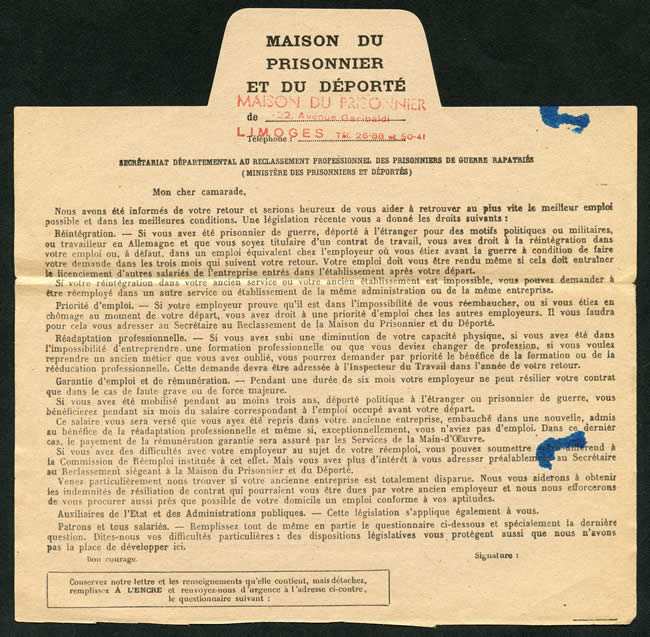 MAISON DU
PRISONNIER
ET DU DÉPORTÉ
MAISON DU PRISONNIER
de 22, Avenue Garibaldi
LIMOGES Tél. 26-68 et 50-41
Téléphone :
SECRÉTARIAT DÉPARTEMENTAL AU RECLASSEMENT PROFESSIONNEL DES PRISONNIERS DE GUERRE RAPATRIÉS
(MINISTÈRE DES PRISONNIERS ET DÉPORTÉS)
Mon cher camarade,
Nous avons été informés de votre retour et serions heureux de vous aider à retrouver au plus vite le meilleur emploi
possible et dans les meilleures conditions. Une législation récente vous a donné les droits suivants :
Réintégration. — Si vous avez été prisonnier de guerre, déporté à l'étranger pour des motifs politiques ou militaires,
ou travailleur en Allemagne et que vous soyez titulaire d'un contrat de travail, vous avez droit à la réintégration dans
votre emploi ou, à défaut, dans un emploi équivalent chez l'employeur où vous étiez avant la guerre à condition de faire
votre demande dans les trois mois qui suivent votre retour. Votre emploi doit vous être rendu même si cela doit entraîner
le licenciement d'autres salariés de l'entreprise entrés dans l'établissement après votre départ.
Si votre réintégration dans votre ancien service ou votre ancien établissement est impossible, vous pouvez demander à
être réemployé dans un autre service ou établissement de la même administration ou de la même entreprise.
Priorité d'emploi. — Si votre employeur prouve qu'il est dans l'impossibilité de vous réembaucher, ou si vous étiez en
chômage au moment de votre départ, vous avez droit à une priorité d'emploi chez les autres employeurs. Il vous faudra
pour cela vous adresser au Secrétaire au Reclassement de la Maison du Prisonnier et du Déporté.
Réadaptation professionnelle. — Si vous avez subi une diminution de votre capacité physique, si vous avez été dans
l'impossibilité d'entreprendre une formation professionelle ou que vous deviez changer de profession, si vous voulez
reprendre un ancien métier que vous avez oublié, vous pourrez demander par priorité le bénéfice de la formation ou de la
rééducation professionnelle. Cette demande devra être adressée à l'Inspecteur du Travail dans l'année de votre retour.
Garantie d'emploi et de rémunération. — Pendant une durée de six mois votre employeur ne peut résilier votre contrat
que dans le cas de faute grave ou de force majeure.
Si vous avez été mobilisé pendant au moins trois ans, déporté politique à l'étranger ou prisonnier de guerre, vous
bénéficierez pendant six mois du salaire correspondant à l'emploi occupé avant votre départ.
Ce salaire vous sera versé que vous ayez été repris dans votre ancienne entreprise, embauché dans une nouvelle, admis
au bénéfice de la réadaptation professionnelle et même si, exceptionnellement, vous n'aviez pas d'emploi. Dans ce dernier
cas, le payement de la rémunération garantie sera assuré par les Services de la Main-d'Œuvre.
Si vous avez des difficultés avec votre employeur au sujet de votre réemploi, vous pouvez soumettre différend à
la Commission de Réemploi instituée à cet effet. Mais vous avez plus d'intérêt à vous adresser préalablement au Secrétaire
au Reclassement siégeant à la Maison du Prisonnier et du Déporté.
Venez particulièrement nous trouver si votre ancienne entreprise est totalement disparue. Nous vous aiderons à obtenir
les indemnités de résiliation de contrat qui pourraient vous être dues par votre ancien employeur et nous nous efforcerons
de vous procurer aussi près que possible de votre domicile un emploi conforme à vos aptitudes.
Auxiliaires de l'Etat et des Administrations publiques. — Cette législation s'applique également à vous.
Patrons et tous salariés. — Remplissez tout de même en partie le questionnaire ci-dessous et spécialement la dernière
question. Dites-nous vos difficultés particulières : des dispositions législatives vous protègent aussi que nous n'avons
pas la place de développer ici.
Bon courage. Signature :
Conservez notre lettre et les renseignements qu'elle contient, mais détachez,
remplissez A L'ENCRE et renvoyez-nous d'urgence à l'adresse ci-contre,
le questionnaire suivant :